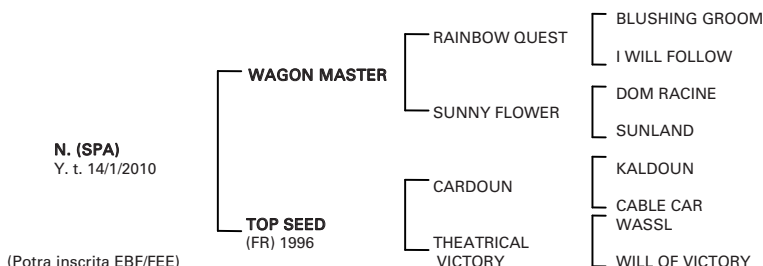 BLUSHING GROOM
RAINBOW QUEST
I WILL FOLLOW
WAGON MASTER
DOM RACINE
SUNNY FLOWER
SUNLAND
N. (SPA)
Y. t. 14/1/2010
KALDOUN
CARDOUN
CABLE CAR
TOP SEED
(FR) 1996
WASSL
THEATRICAL
VICTORY
WILL OF VICTORY
(Potra inscrita EBF/FEE)